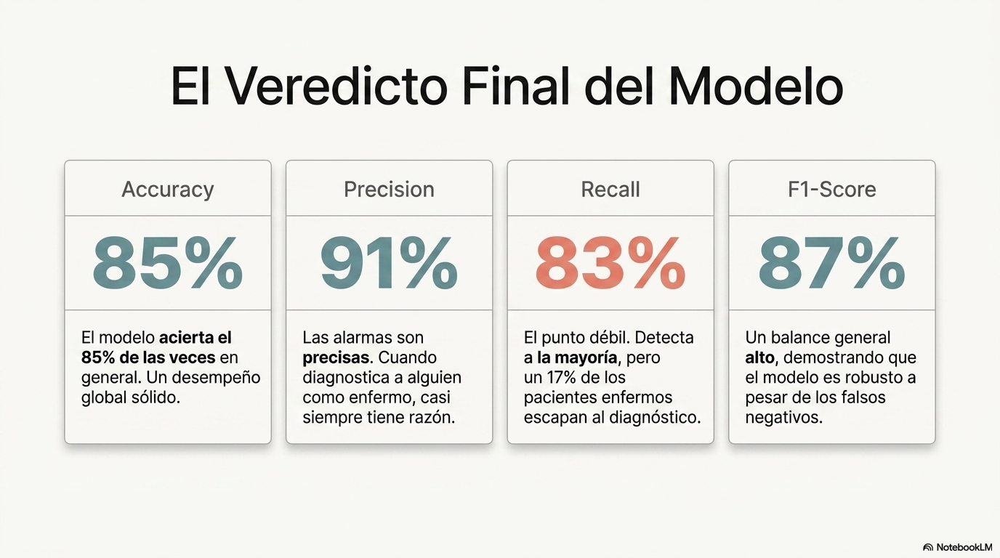 El Veredicto Final del Modelo
Accuracy
85%
El modelo acierta el
85% de las veces en
general. Un desempeño
global sólido.
Precision
91%
Las alarmas son
precisas. Cuando
diagnostica a alguien
como enfermo, casi
siempre tiene razón.
Recall
83%
El punto débil. Detecta
a la mayoría, pero
un 17% de los
pacientes enfermos
escapan al diagnóstico.
F1-Score
87%
Un balance general
alto, demostrando que
el modelo es robusto a
pesar de los falsos
negativos.
NotebookLM